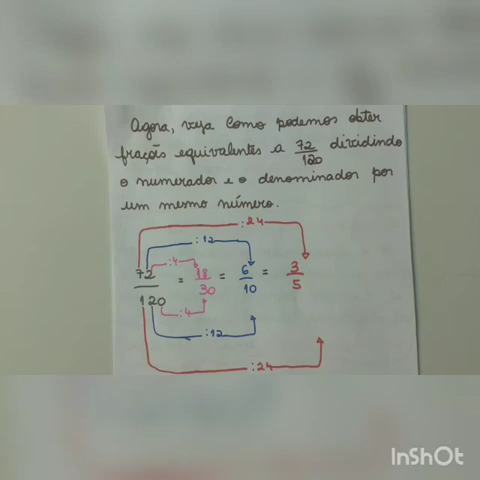 Agora, veja como podemos obter
frações equivalentes a 72/120 dividindo
o numerador e o denominador por
um mesmo número.
:24
:12
:4
72/120 = 18/30 = 6/10 = 3/5
:4
:12
:24
InShOt